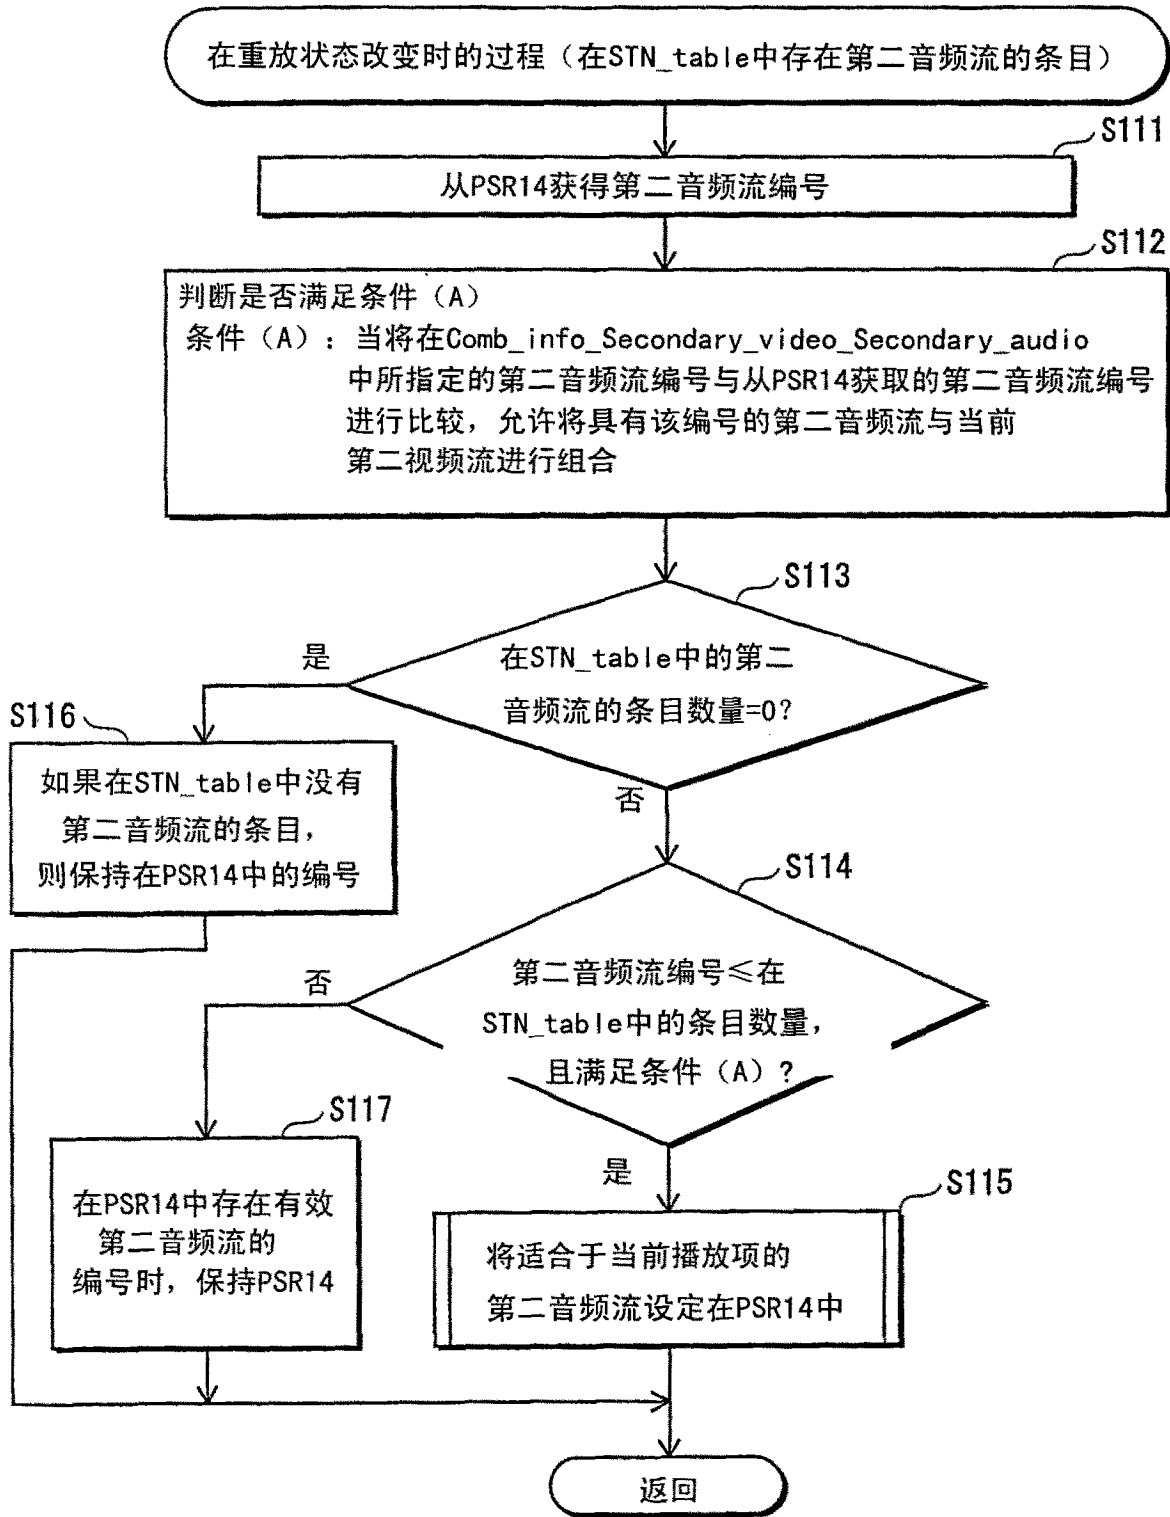 在重放状态改变时的过程（在STN_table中存在第二音频流的条目）
S111
从PSR14获得第二音频流编号
S112
判断是否满足条件（A）
条件（A）：当将在Comb_info_Secondary_video_Secondary_audio
中所指定的第二音频流编号与从PSR14获取的第二音频流编号
进行比较，允许将具有该编号的第二音频流与当前
第二视频流进行组合
S113
在STN_table中的第二
音频流的条目数量=0？
是
否
S116
如果在STN_table中没有
第二音频流的条目，
则保持在PSR14中的编号
S114
第二音频流编号≤在
STN_table中的条目数量，
且满足条件（A）？
否
是
S117
在PSR14中存在有效
第二音频流的
编号时，保持PSR14
S115
将适合于当前播放项的
第二音频流设定在PSR14中
返回